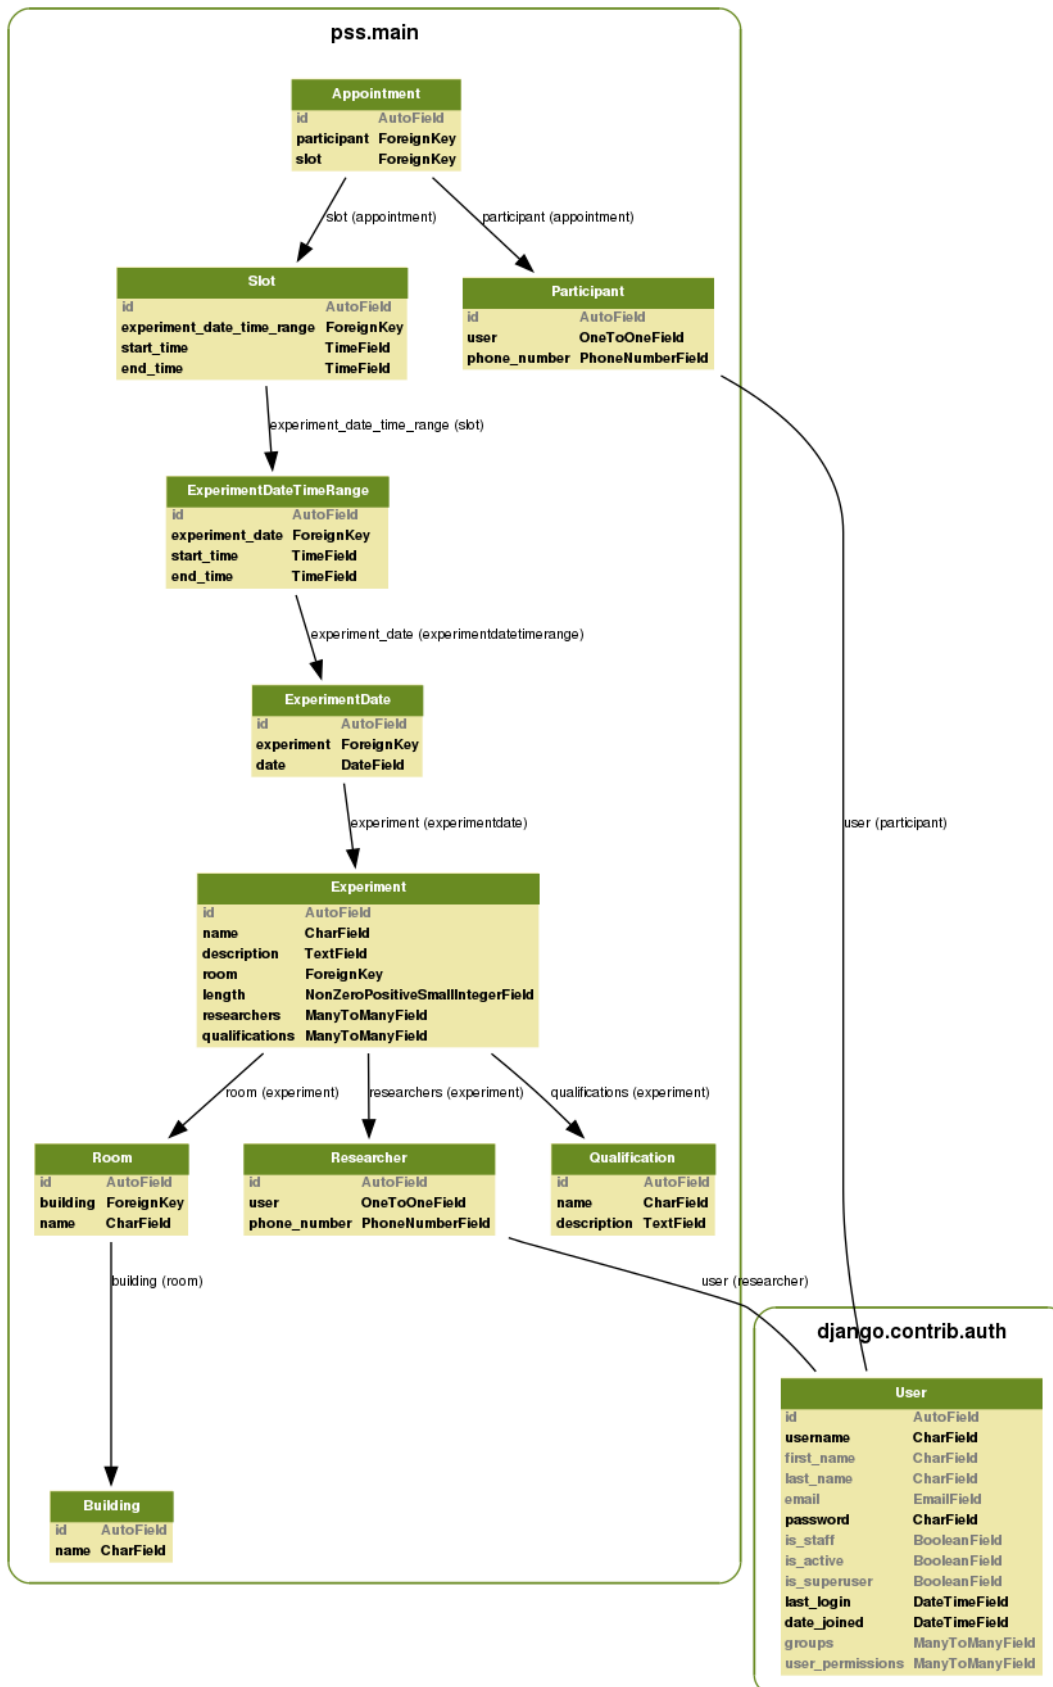 pss.main
Appointment
id AutoField
participant ForeignKey
slot ForeignKey
slot (appointment)
participant (appointment)
Slot
id AutoField
experiment_date_time_range ForeignKey
start_time TimeField
end_time TimeField
Participant
id AutoField
user OneToOneField
phone_number PhoneNumberField
experiment_date_time_range (slot)
ExperimentDateTimeRange
id AutoField
experiment_date ForeignKey
start_time TimeField
end_time TimeField
experiment_date (experimentdatetimerange)
ExperimentDate
id AutoField
experiment ForeignKey
date DateField
experiment (experimentdate)
user (participant)
Experiment
id AutoField
name CharField
description TextField
room ForeignKey
length NonZeroPositiveSmallIntegerField
researchers ManyToManyField
qualifications ManyToManyField
room (experiment)
researchers (experiment)
qualifications (experiment)
Room
id AutoField
building ForeignKey
name CharField
Researcher
id AutoField
user OneToOneField
phone_number PhoneNumberField
Qualification
id AutoField
name CharField
description TextField
building (room)
user (researcher)
django.contrib.auth
User
id AutoField
username CharField
first_name CharField
last_name CharField
email EmailField
password CharField
is_staff BooleanField
is_active BooleanField
is_superuser BooleanField
last_login DateTimeField
date_joined DateTimeField
groups ManyToManyField
user_permissions ManyToManyField
Building
id AutoField
name CharField